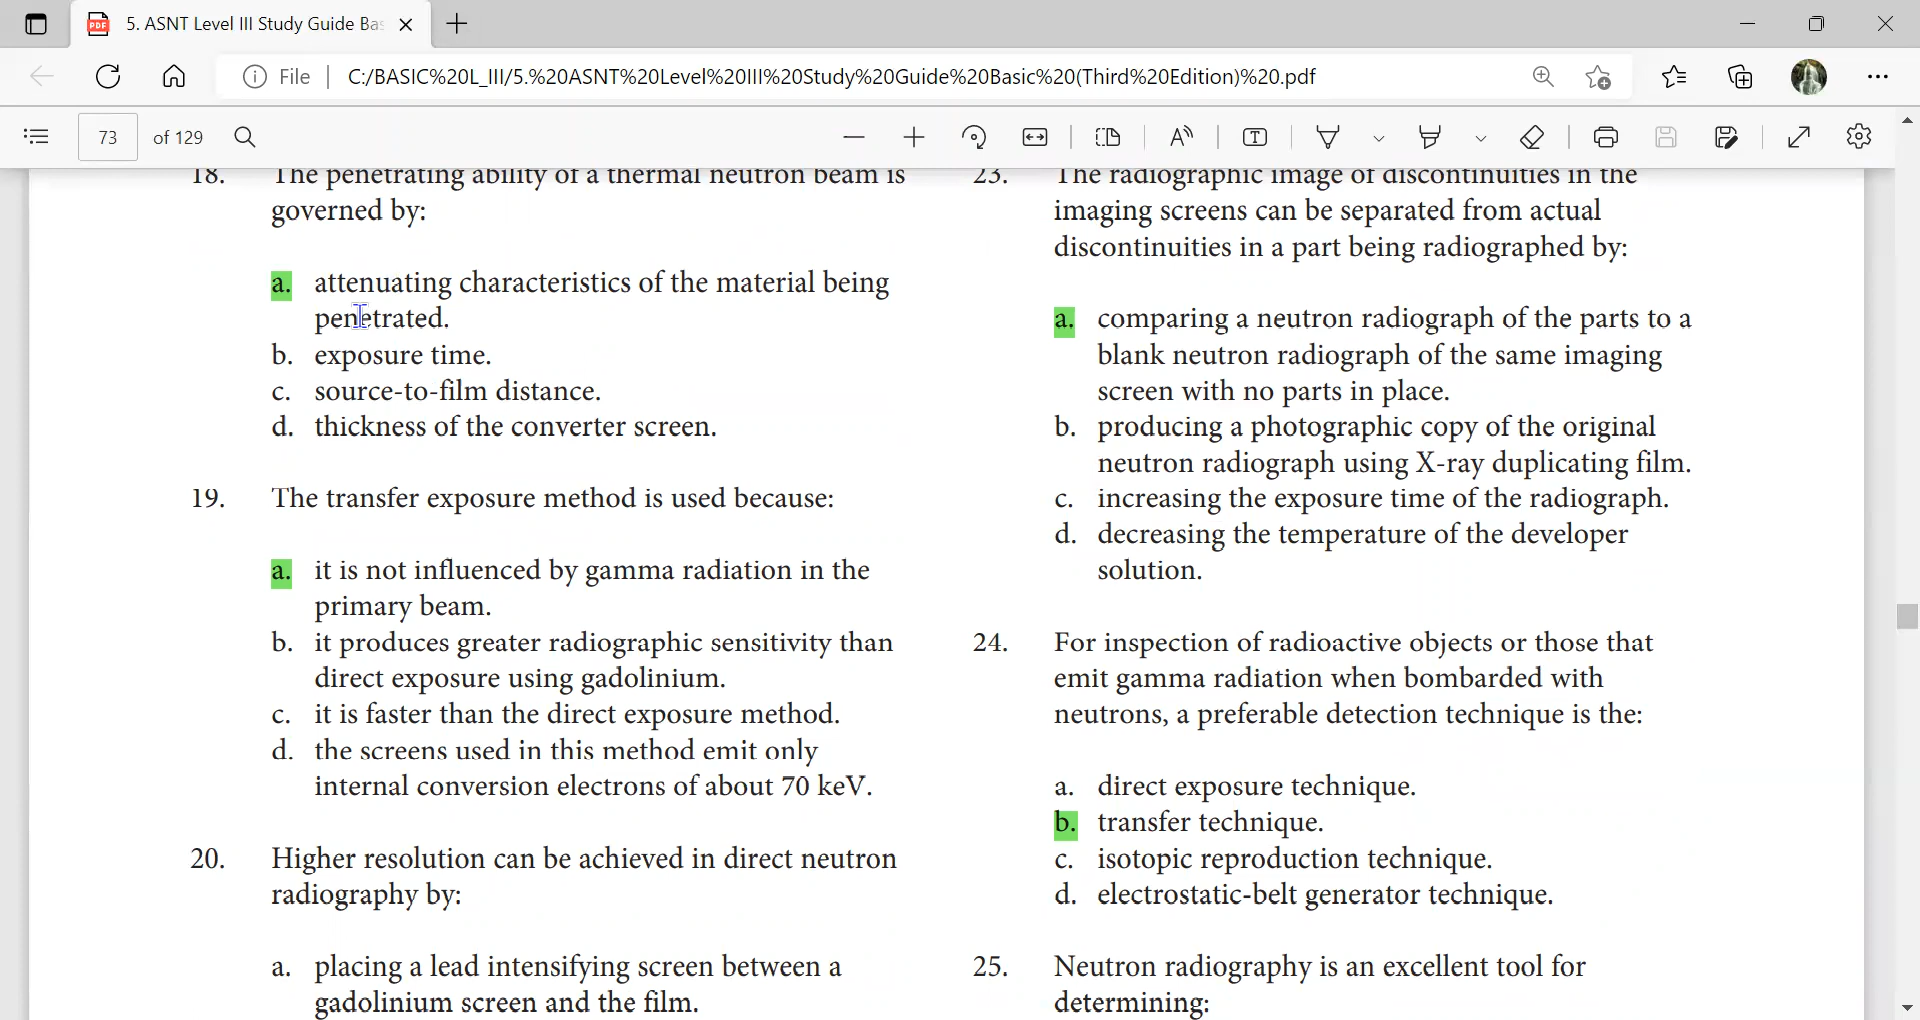 5. ASNT Level III Study Guide Ba
File
C:/BASIC%20L_III/5.%20ASNT%20Level%20III%20Study%20Guide%20Basic%20(Third%20Edition)%20.pdf
73 of 129
18. The penetrating ability of a thermal neutron beam is
governed by:
a. attenuating characteristics of the material being
penetrated.
b. exposure time.
c. source-to-film distance.
d. thickness of the converter screen.
19. The transfer exposure method is used because:
a. it is not influenced by gamma radiation in the
primary beam.
b. it produces greater radiographic sensitivity than
direct exposure using gadolinium.
c. it is faster than the direct exposure method.
d. the screens used in this method emit only
internal conversion electrons of about 70 keV.
20. Higher resolution can be achieved in direct neutron
radiography by:
a. placing a lead intensifying screen between a
gadolinium screen and the film.
23. The radiographic image of discontinuities in the
imaging screens can be separated from actual
discontinuities in a part being radiographed by:
a. comparing a neutron radiograph of the parts to a
blank neutron radiograph of the same imaging
screen with no parts in place.
b. producing a photographic copy of the original
neutron radiograph using X-ray duplicating film.
c. increasing the exposure time of the radiograph.
d. decreasing the temperature of the developer
solution.
24. For inspection of radioactive objects or those that
emit gamma radiation when bombarded with
neutrons, a preferable detection technique is the:
a. direct exposure technique.
b. transfer technique.
c. isotopic reproduction technique.
d. electrostatic-belt generator technique.
25. Neutron radiography is an excellent tool for
determining: